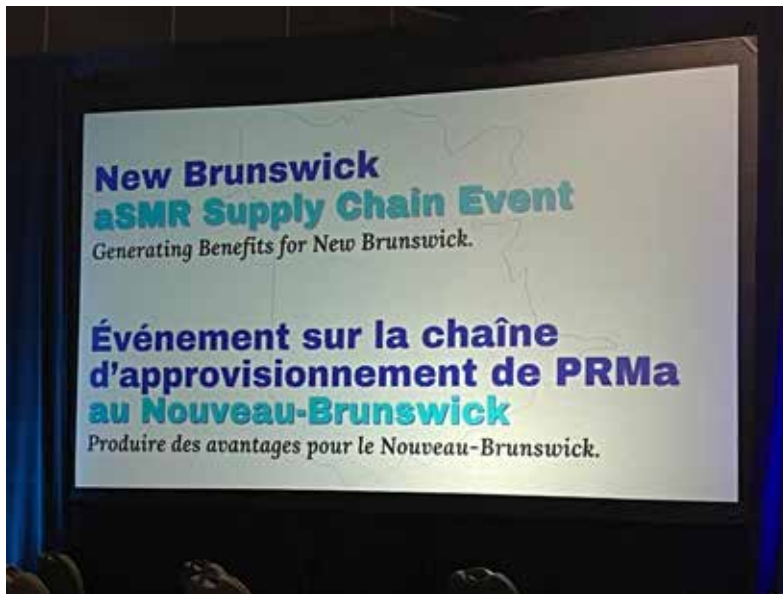 New Brunswick
aSMR Supply Chain Event
Generating Benefits for New Brunswick.
Événement sur la chaîne
d'approvisionnement de PRMa
au Nouveau-Brunswick
Produire des avantages pour le Nouveau-Brunswick.